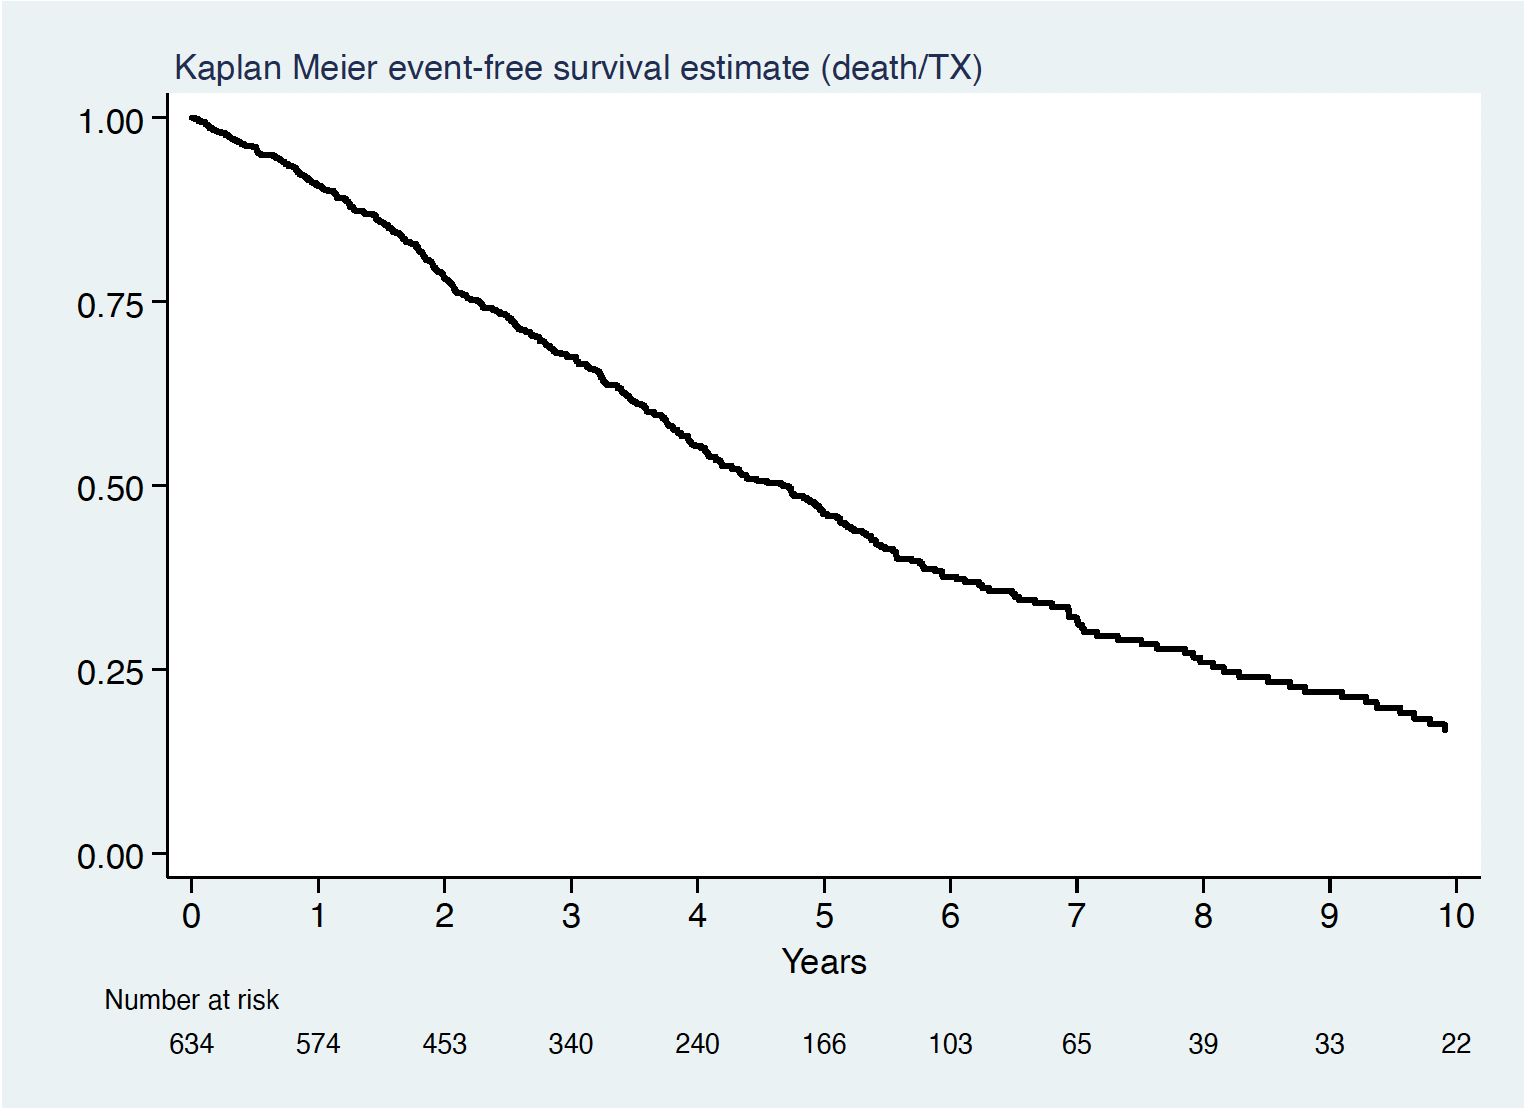 Kaplan Meier event-free survival estimate (death/TX)
1.00
0.75
0.50
0.25
0.00
0 1 2 3 4 5 6 7 8 9 10
Years
Number at risk
634 574 453 340 240 166 103 65 39 33 22